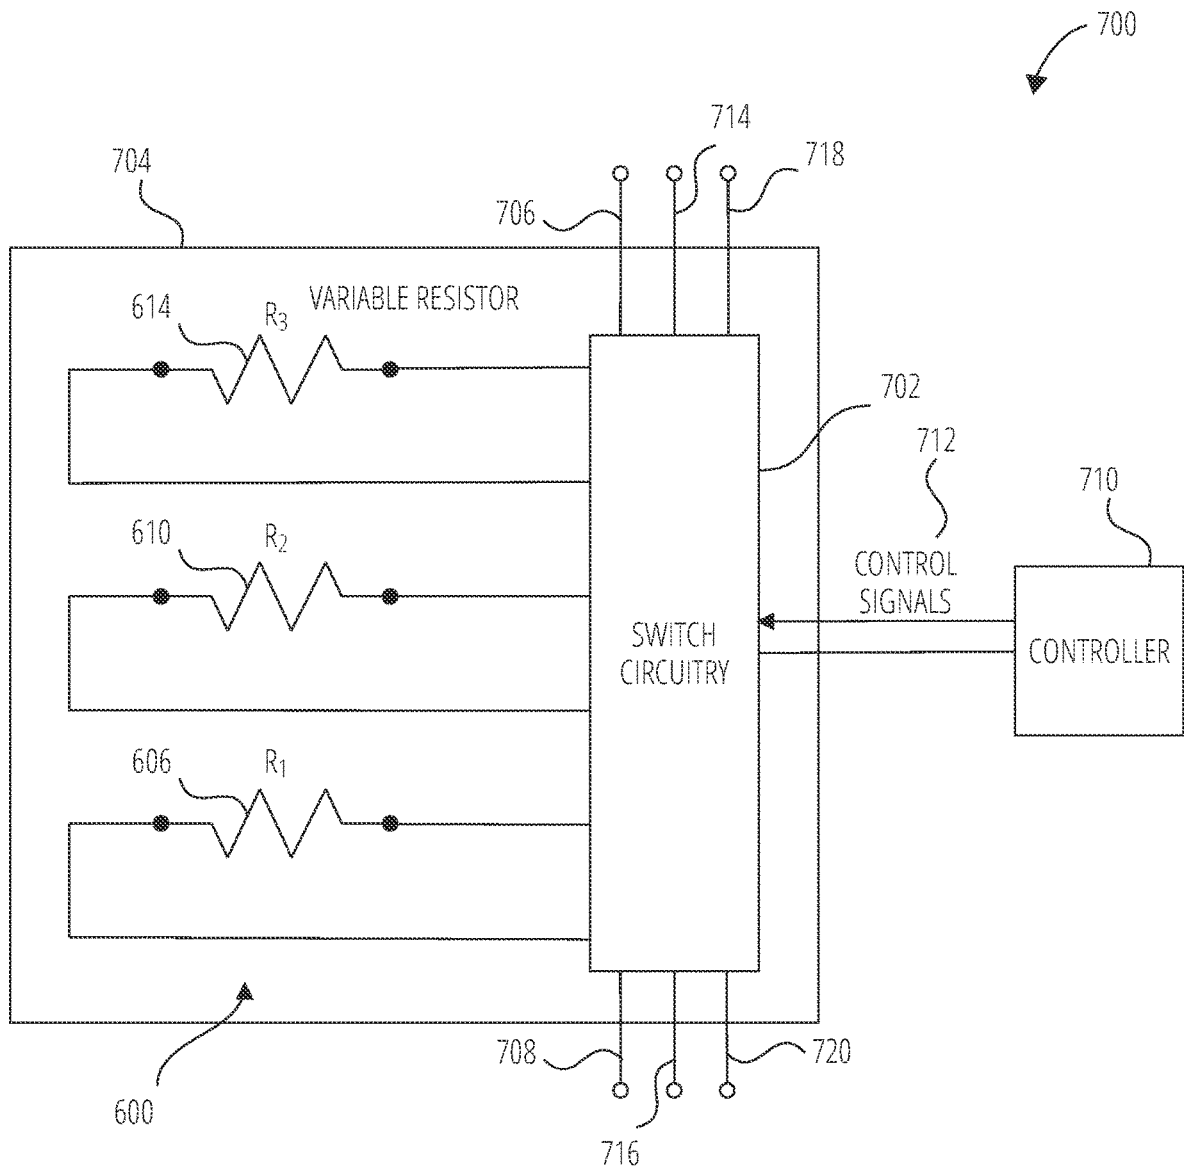 700
714
718
704
706
VARIABLE RESISTOR
614
R3
702
712
710
610
R2
CONTROL
SIGNALS
SWITCH
CIRCUITRY
CONTROLLER
606
R1
708
720
600
716